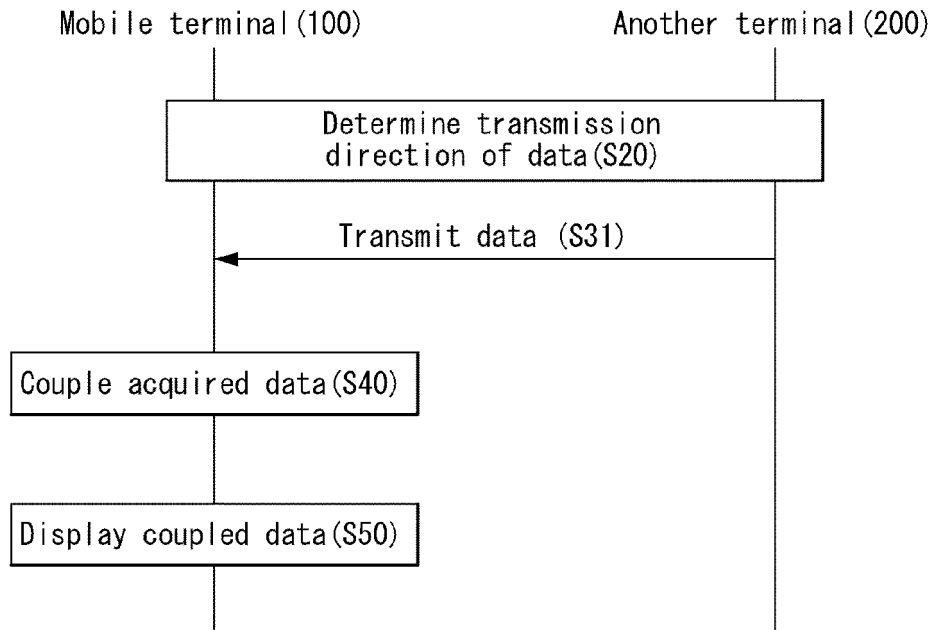 Mobile terminal(100)
Another terminal(200)
Determine transmission
direction of data(S20)
Transmit data (S31)
Couple acquired data(S40)
Display coupled data(S50)